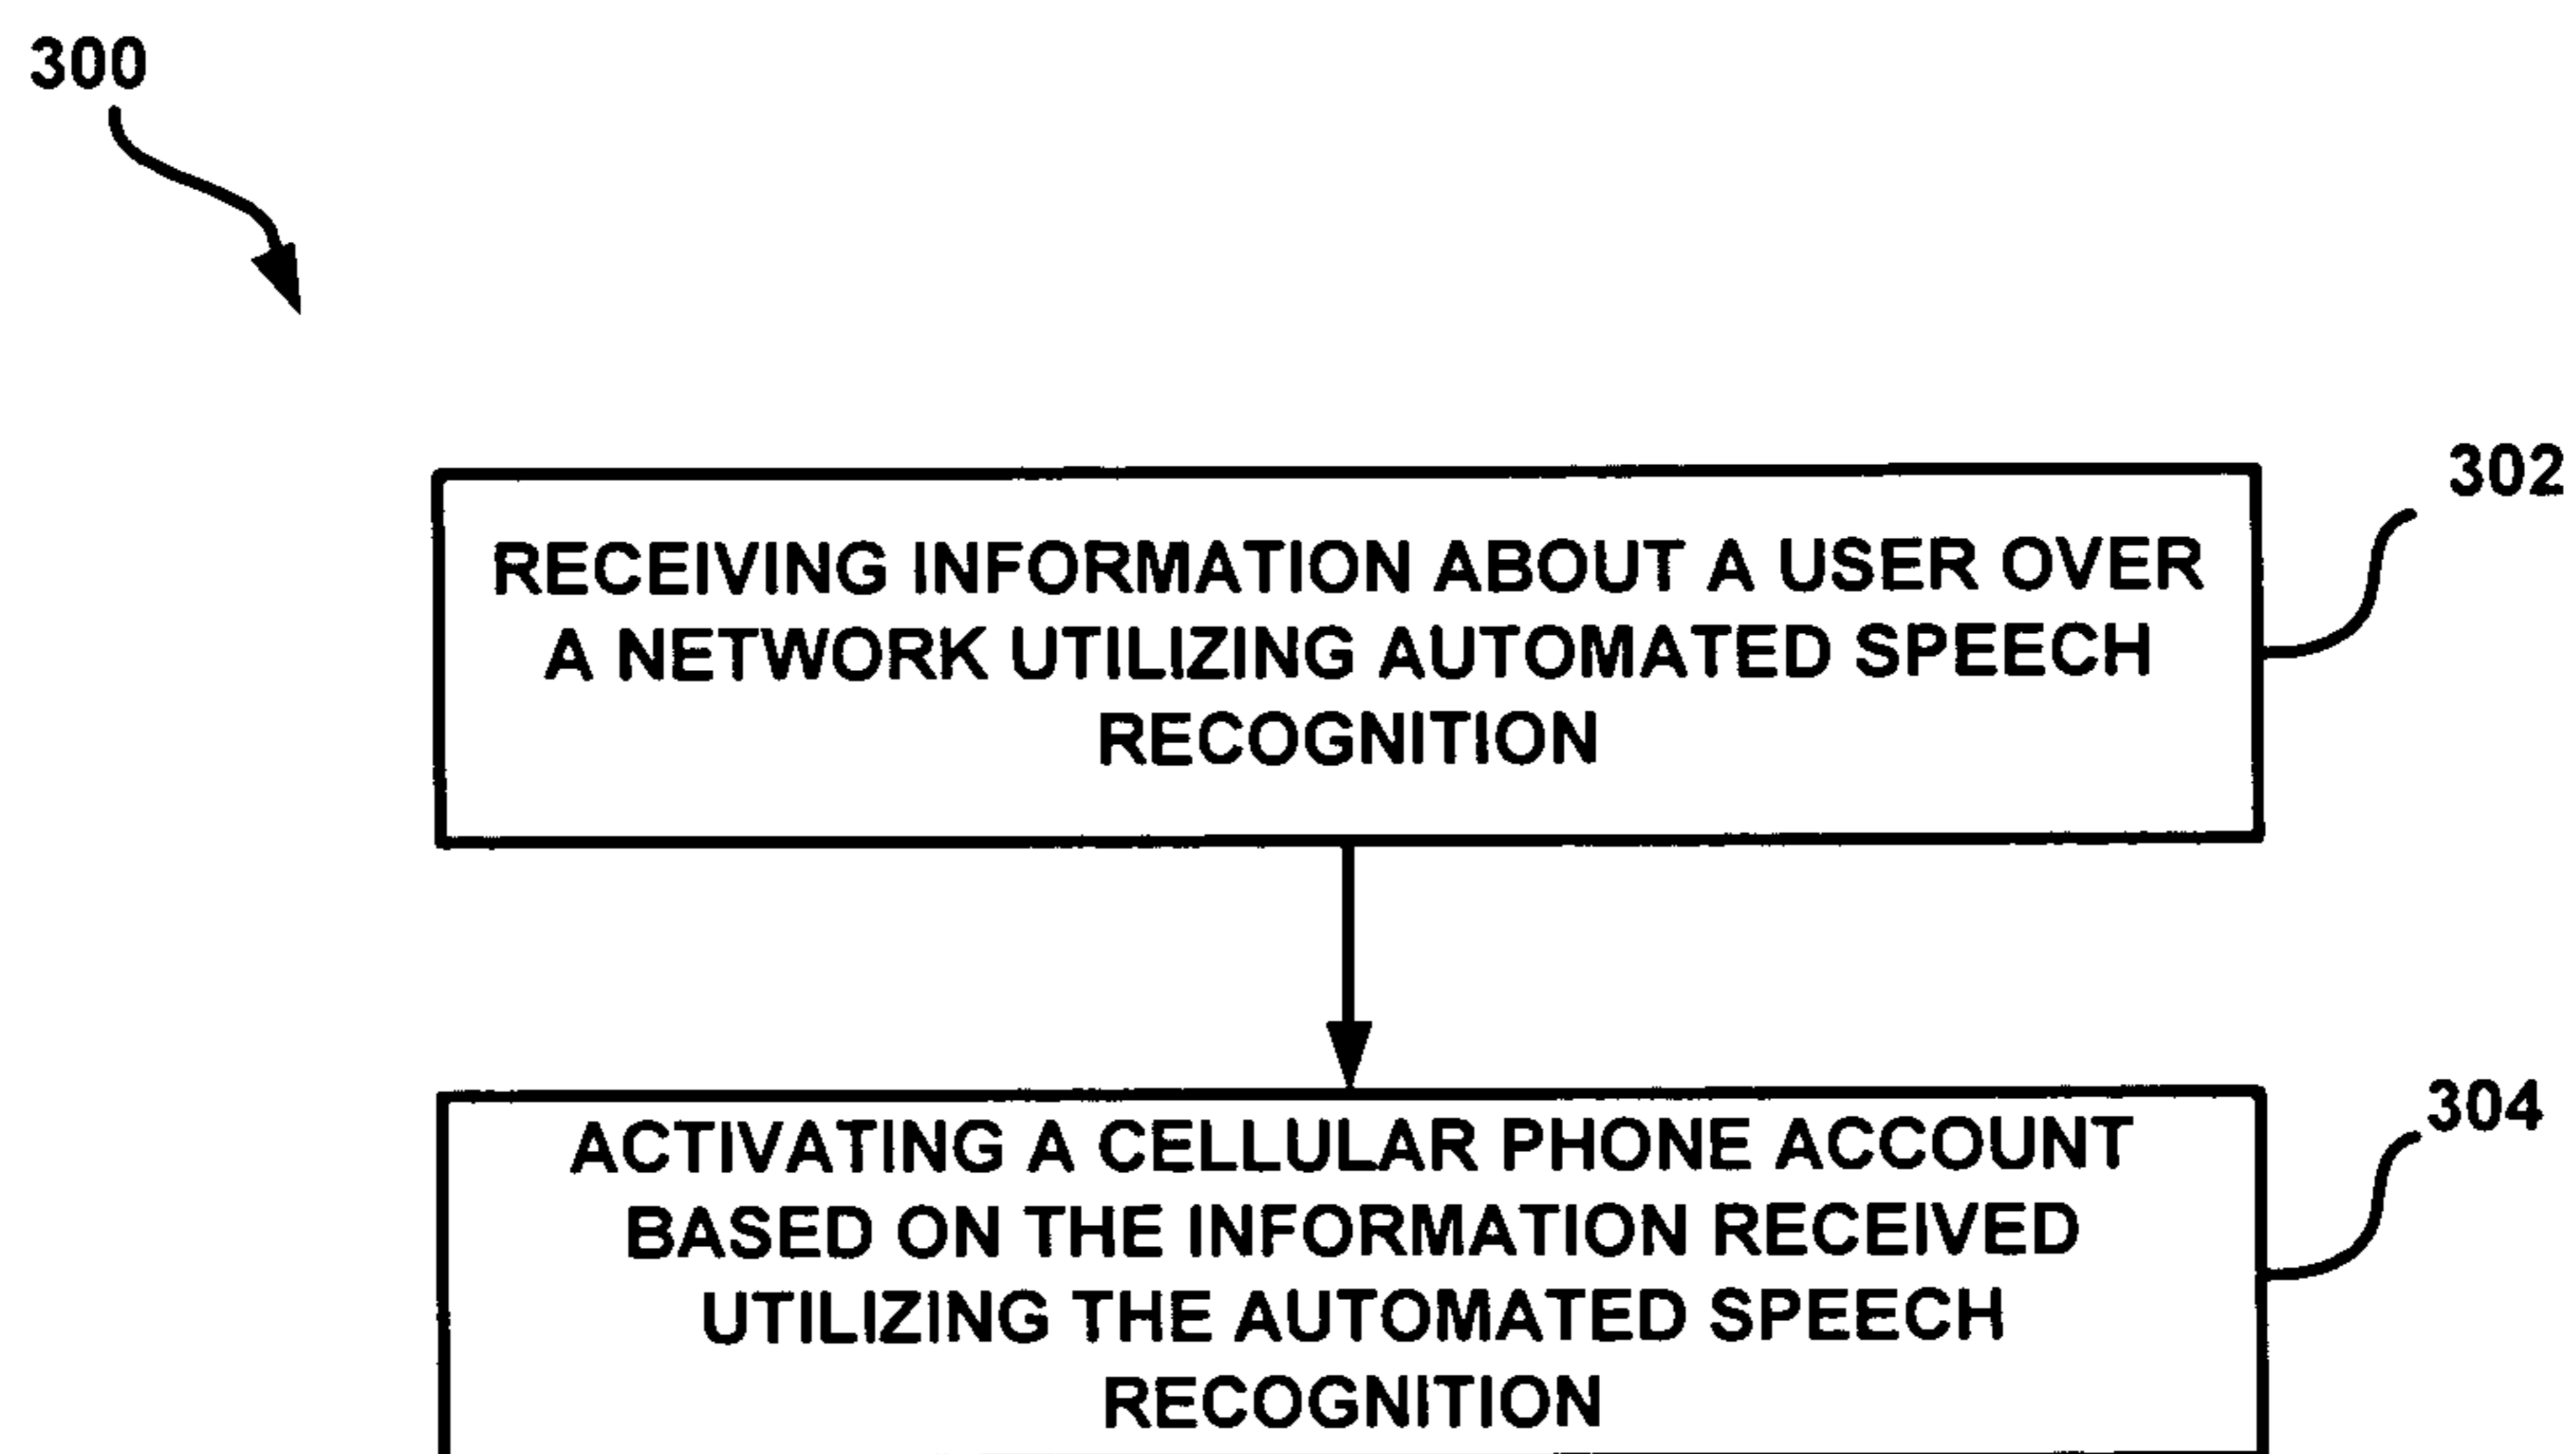 300
302
RECEIVING INFORMATION ABOUT A USER OVER
A NETWORK UTILIZING AUTOMATED SPEECH
RECOGNITION
304
ACTIVATING A CELLULAR PHONE ACCOUNT
BASED ON THE INFORMATION RECEIVED
UTILIZING THE AUTOMATED SPEECH
RECOGNITION